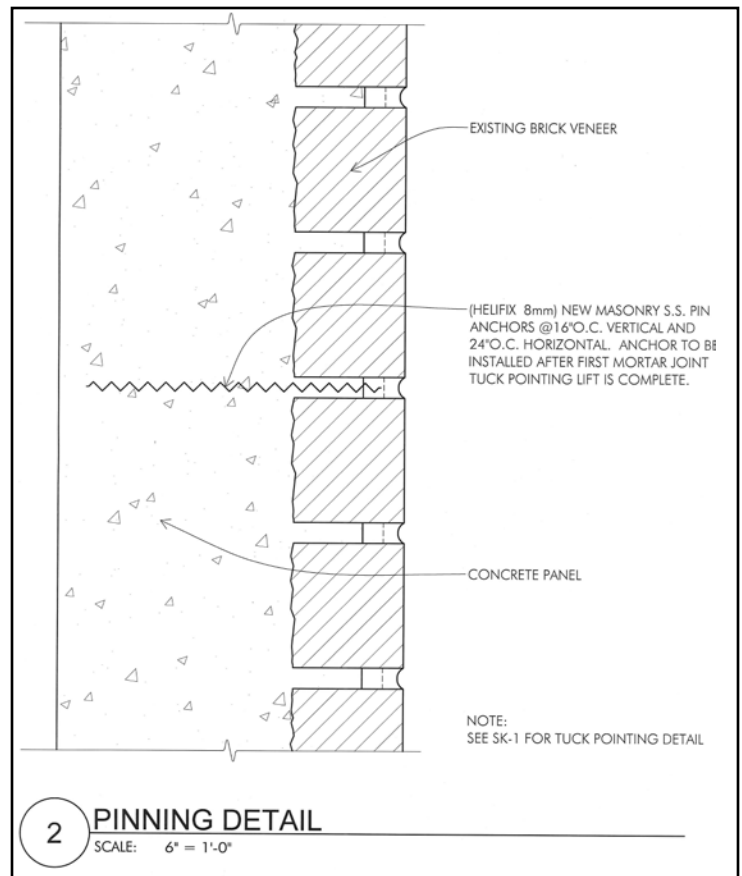 EXISTING BRICK VENEER
(HELIFIX 8mm) NEW MASONRY S.S. PIN
ANCHORS @16"O.C. VERTICAL AND
24"O.C. HORIZONTAL. ANCHOR TO BE
INSTALLED AFTER FIRST MORTAR JOINT
TUCK POINTING LIFT IS COMPLETE.
CONCRETE PANEL
NOTE:
SEE SK-1 FOR TUCK POINTING DETAIL
2
PINNING DETAIL
SCALE: 6" = 1'-0"